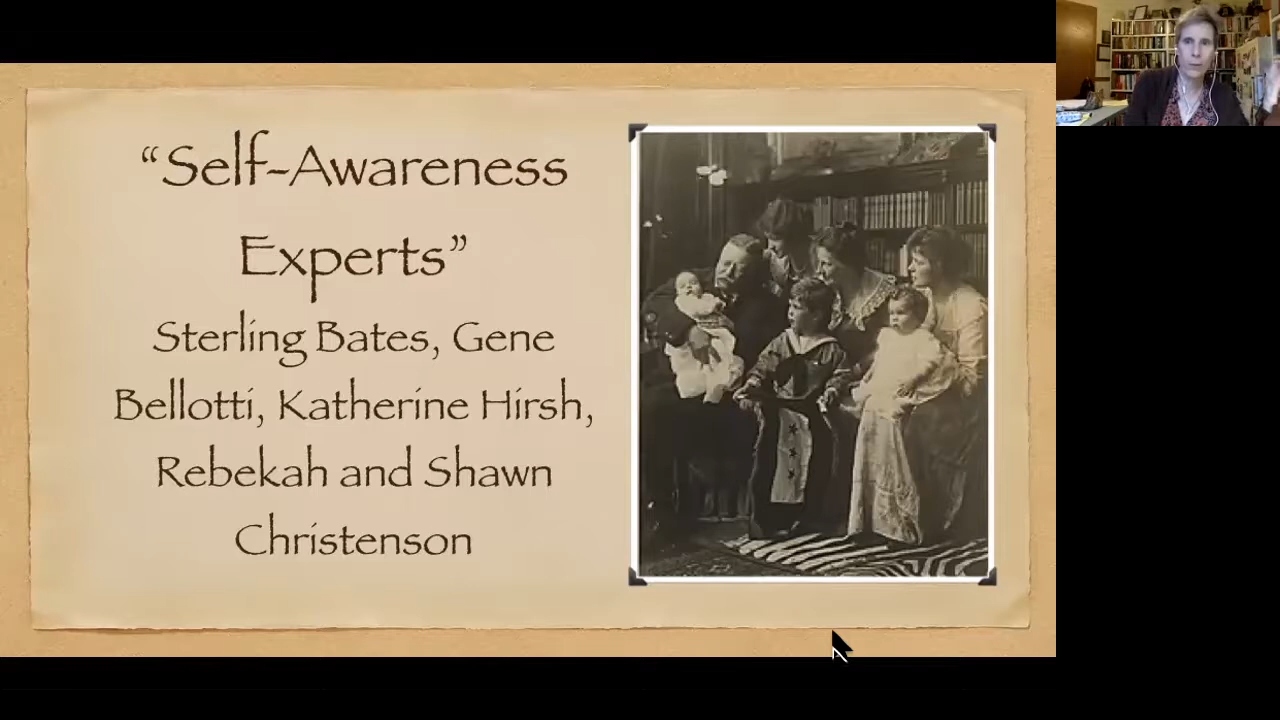 “Self-Awareness
Experts”
Sterling Bates, Gene
Bellotti, Katherine Hirsh,
Rebekah and Shawn
Christenson